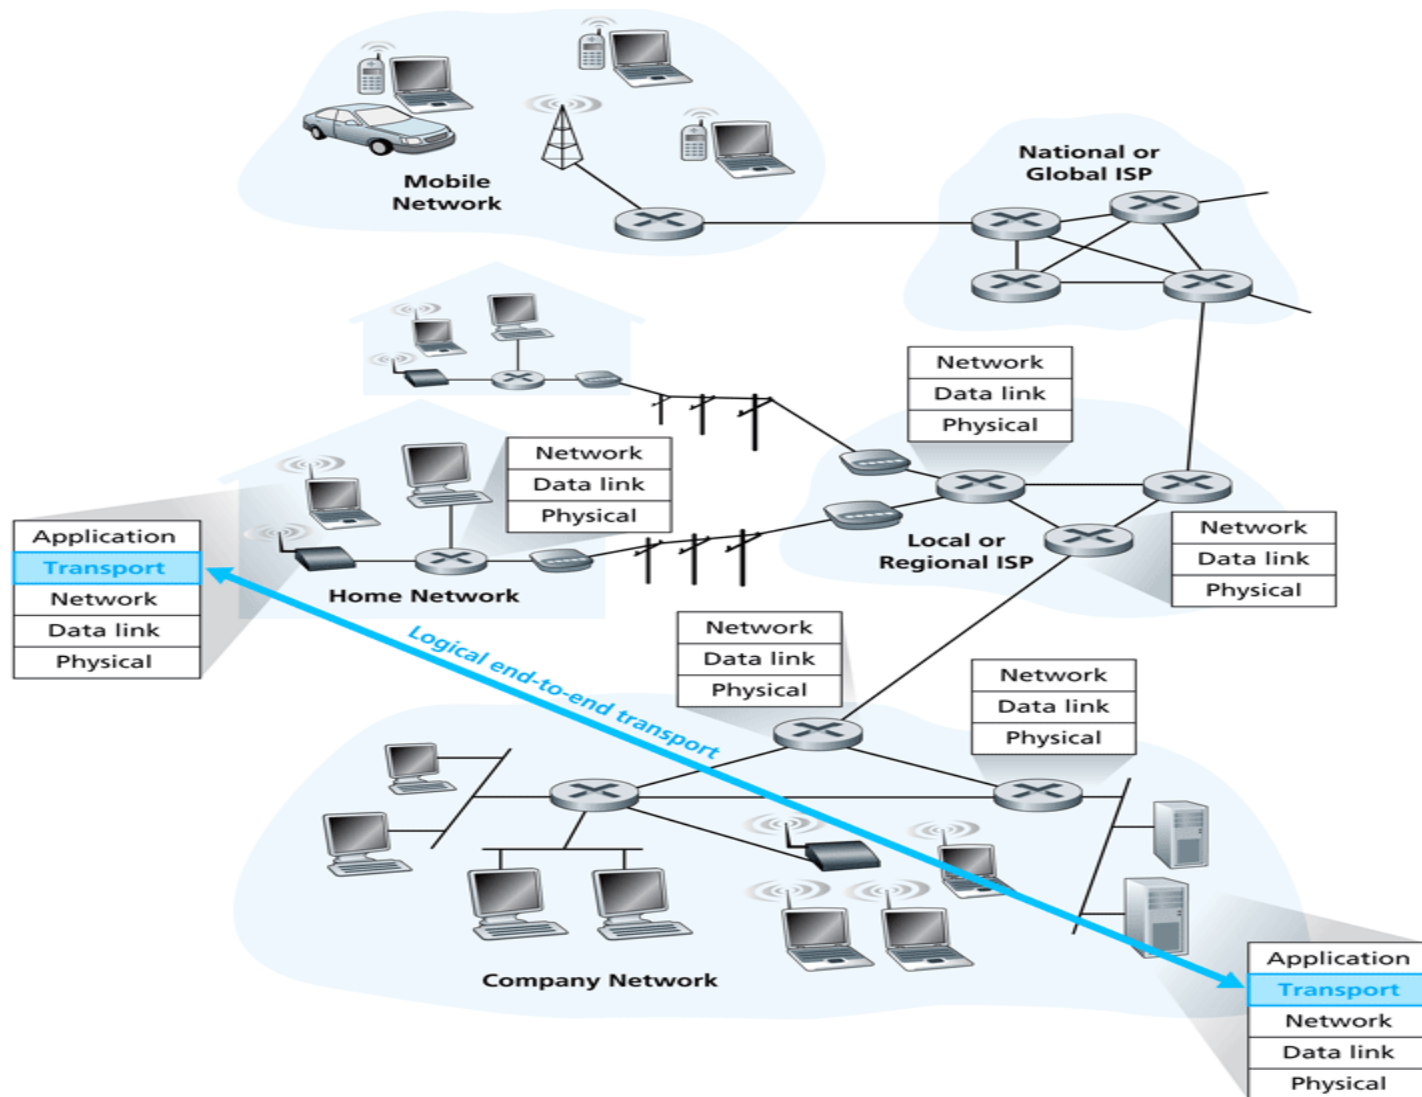 Mobile
Network
National or
Global ISP
Network
Data link
Physical
Network
Data link
Physical
Application
Transport
Network
Data link
Physical
Home Network
Local or
Regional ISP
Network
Data link
Physical
Logical end-to-end transport
Network
Data link
Physical
Network
Data link
Physical
Company Network
Application
Transport
Network
Data link
Physical